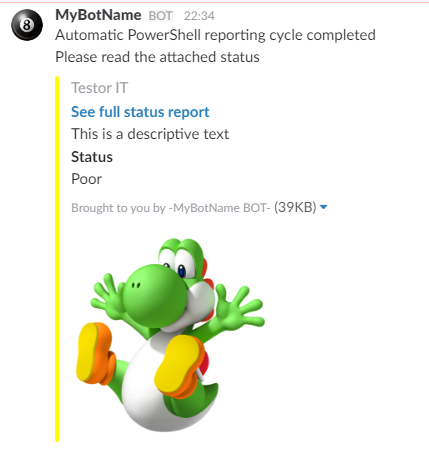 8
MyBotName BOT 22:34
Automatic PowerShell reporting cycle completed
Please read the attached status
Testor IT
See full status report
This is a descriptive text
Status
Poor
Brought to you by -MyBotName BOT- (39KB)